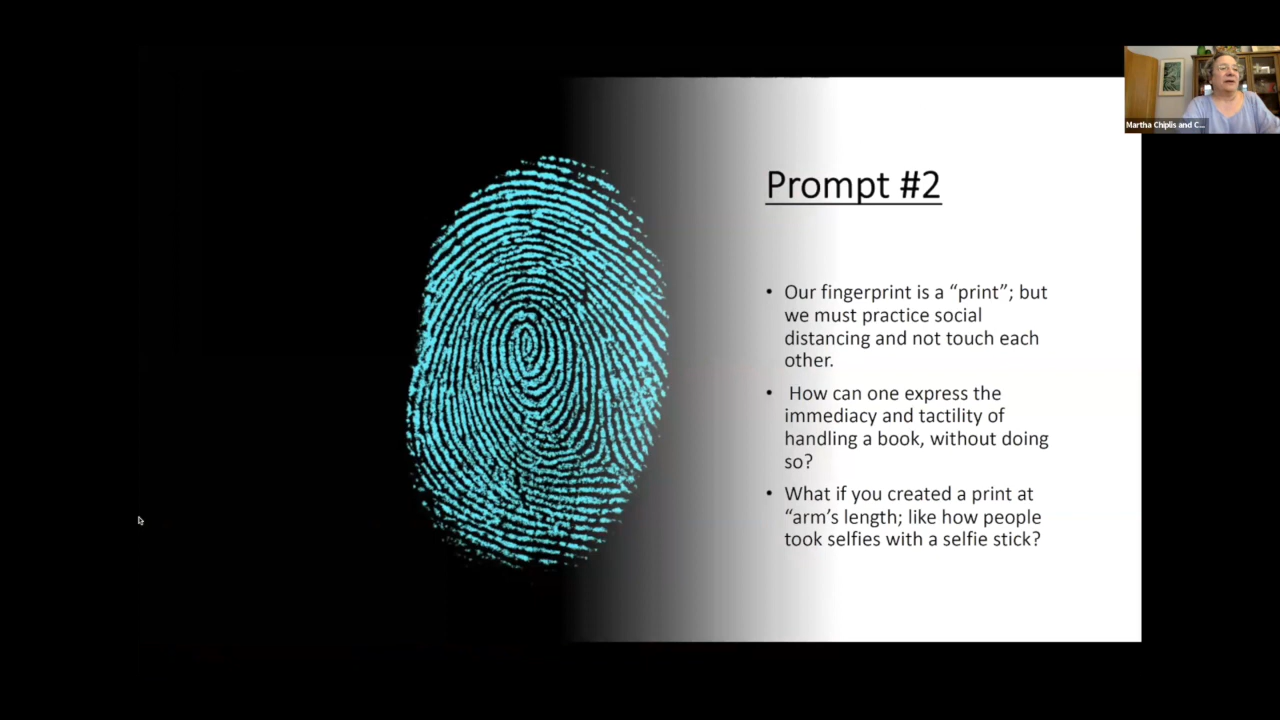 Martha Chiplis and C...
Prompt #2
• Our fingerprint is a “print”; but
we must practice social
distancing and not touch each
other.
• How can one express the
immediacy and tactility of
handling a book, without doing
so?
• What if you created a print at
“arm’s length; like how people
took selfies with a selfie stick?